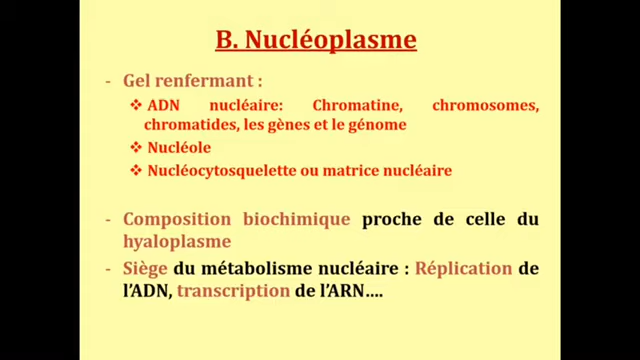 B. Nucléoplasme
- Gel renfermant :
❖ ADN nucléaire: Chromatine, chromosomes,
chromatides, les gènes et le génome
❖ Nucléole
❖ Nucléocytosquelette ou matrice nucléaire
- Composition biochimique proche de celle du
hyaloplasme
- Siège du métabolisme nucléaire : Réplication de
l’ADN, transcription de l’ARN….